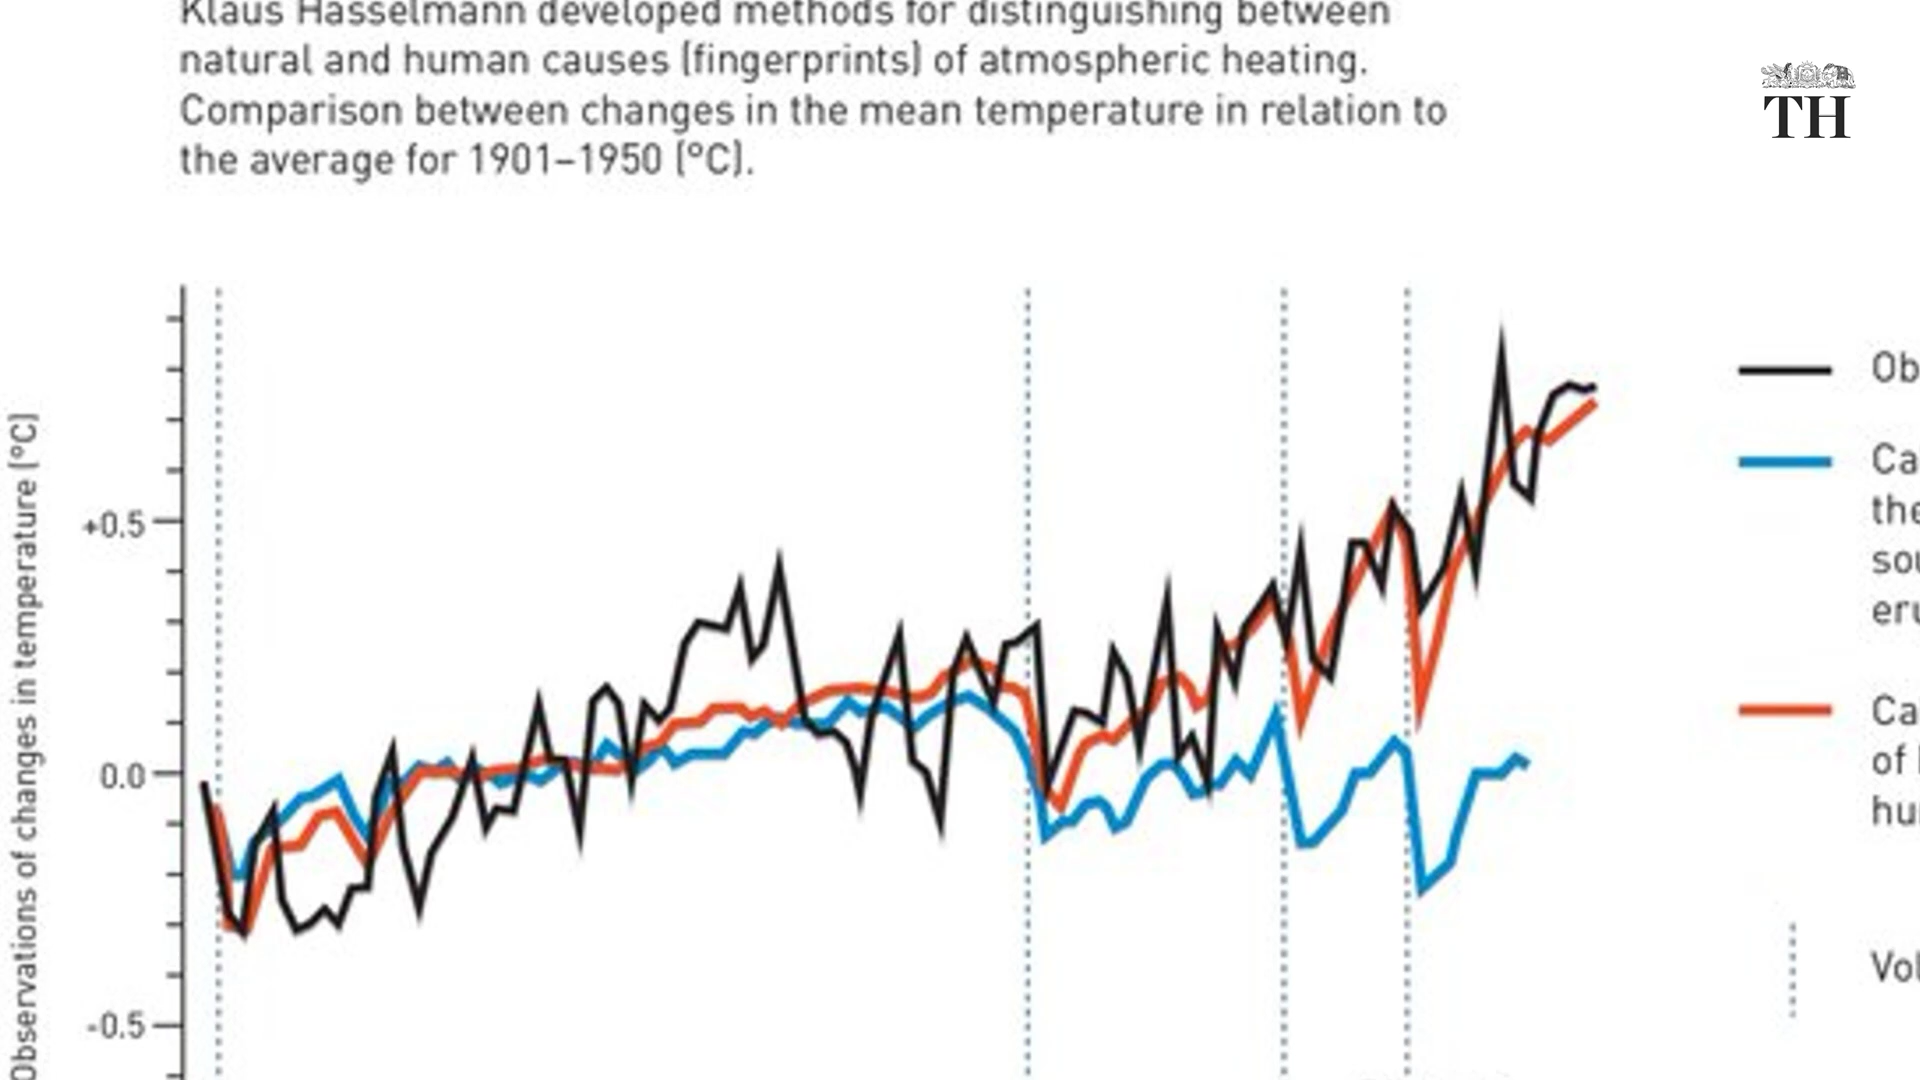 Klaus Hasselmann developed methods for distinguishing between
natural and human causes (fingerprints) of atmospheric heating.
Comparison between changes in the mean temperature in relation to
the average for 1901–1950 (°C).
TH
Observations of changes in temperature (°C)
+0.5
0.0
-0.5
Ob
Ca
the
sou
eru
Ca
of
hu
Vol